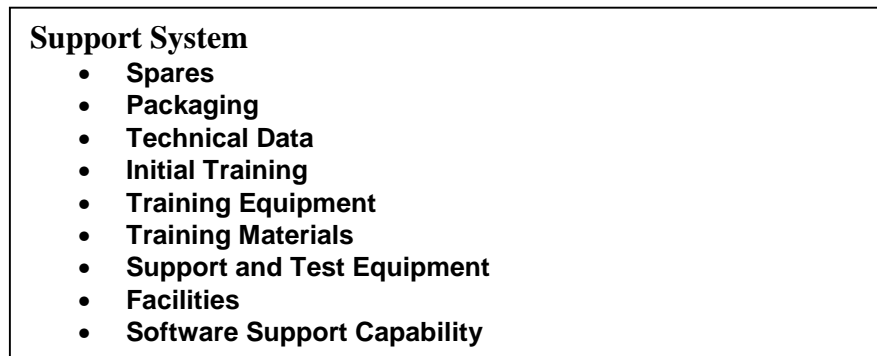 Support System
• Spares
• Packaging
• Technical Data
• Initial Training
• Training Equipment
• Training Materials
• Support and Test Equipment
• Facilities
• Software Support Capability